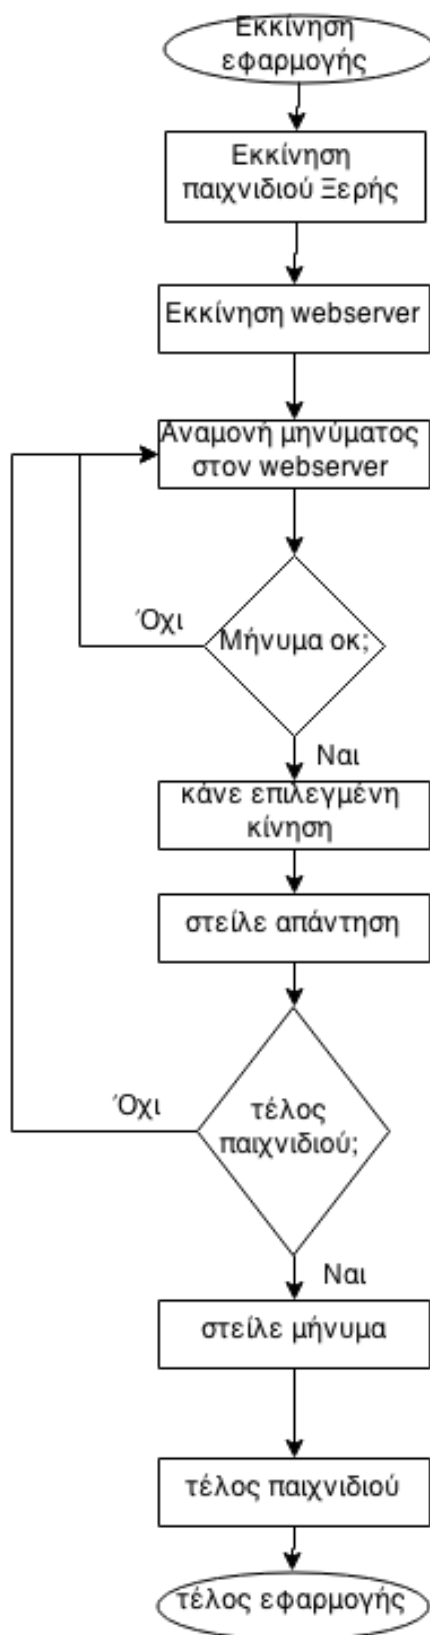 Εκκίνηση
εφαρμογής
Εκκίνηση
παιχνιδιού Ξερής
Εκκίνηση webserver
Αναμονή μηνύματος
στον webserver
Όχι
Μήνυμα οκ;
Ναι
κάνε επιλεγμένη
κίνηση
στείλε απάντηση
Όχι
τέλος
παιχνιδιού;
Ναι
στείλε μήνυμα
τέλος παιχνιδιού
τέλος εφαρμογής